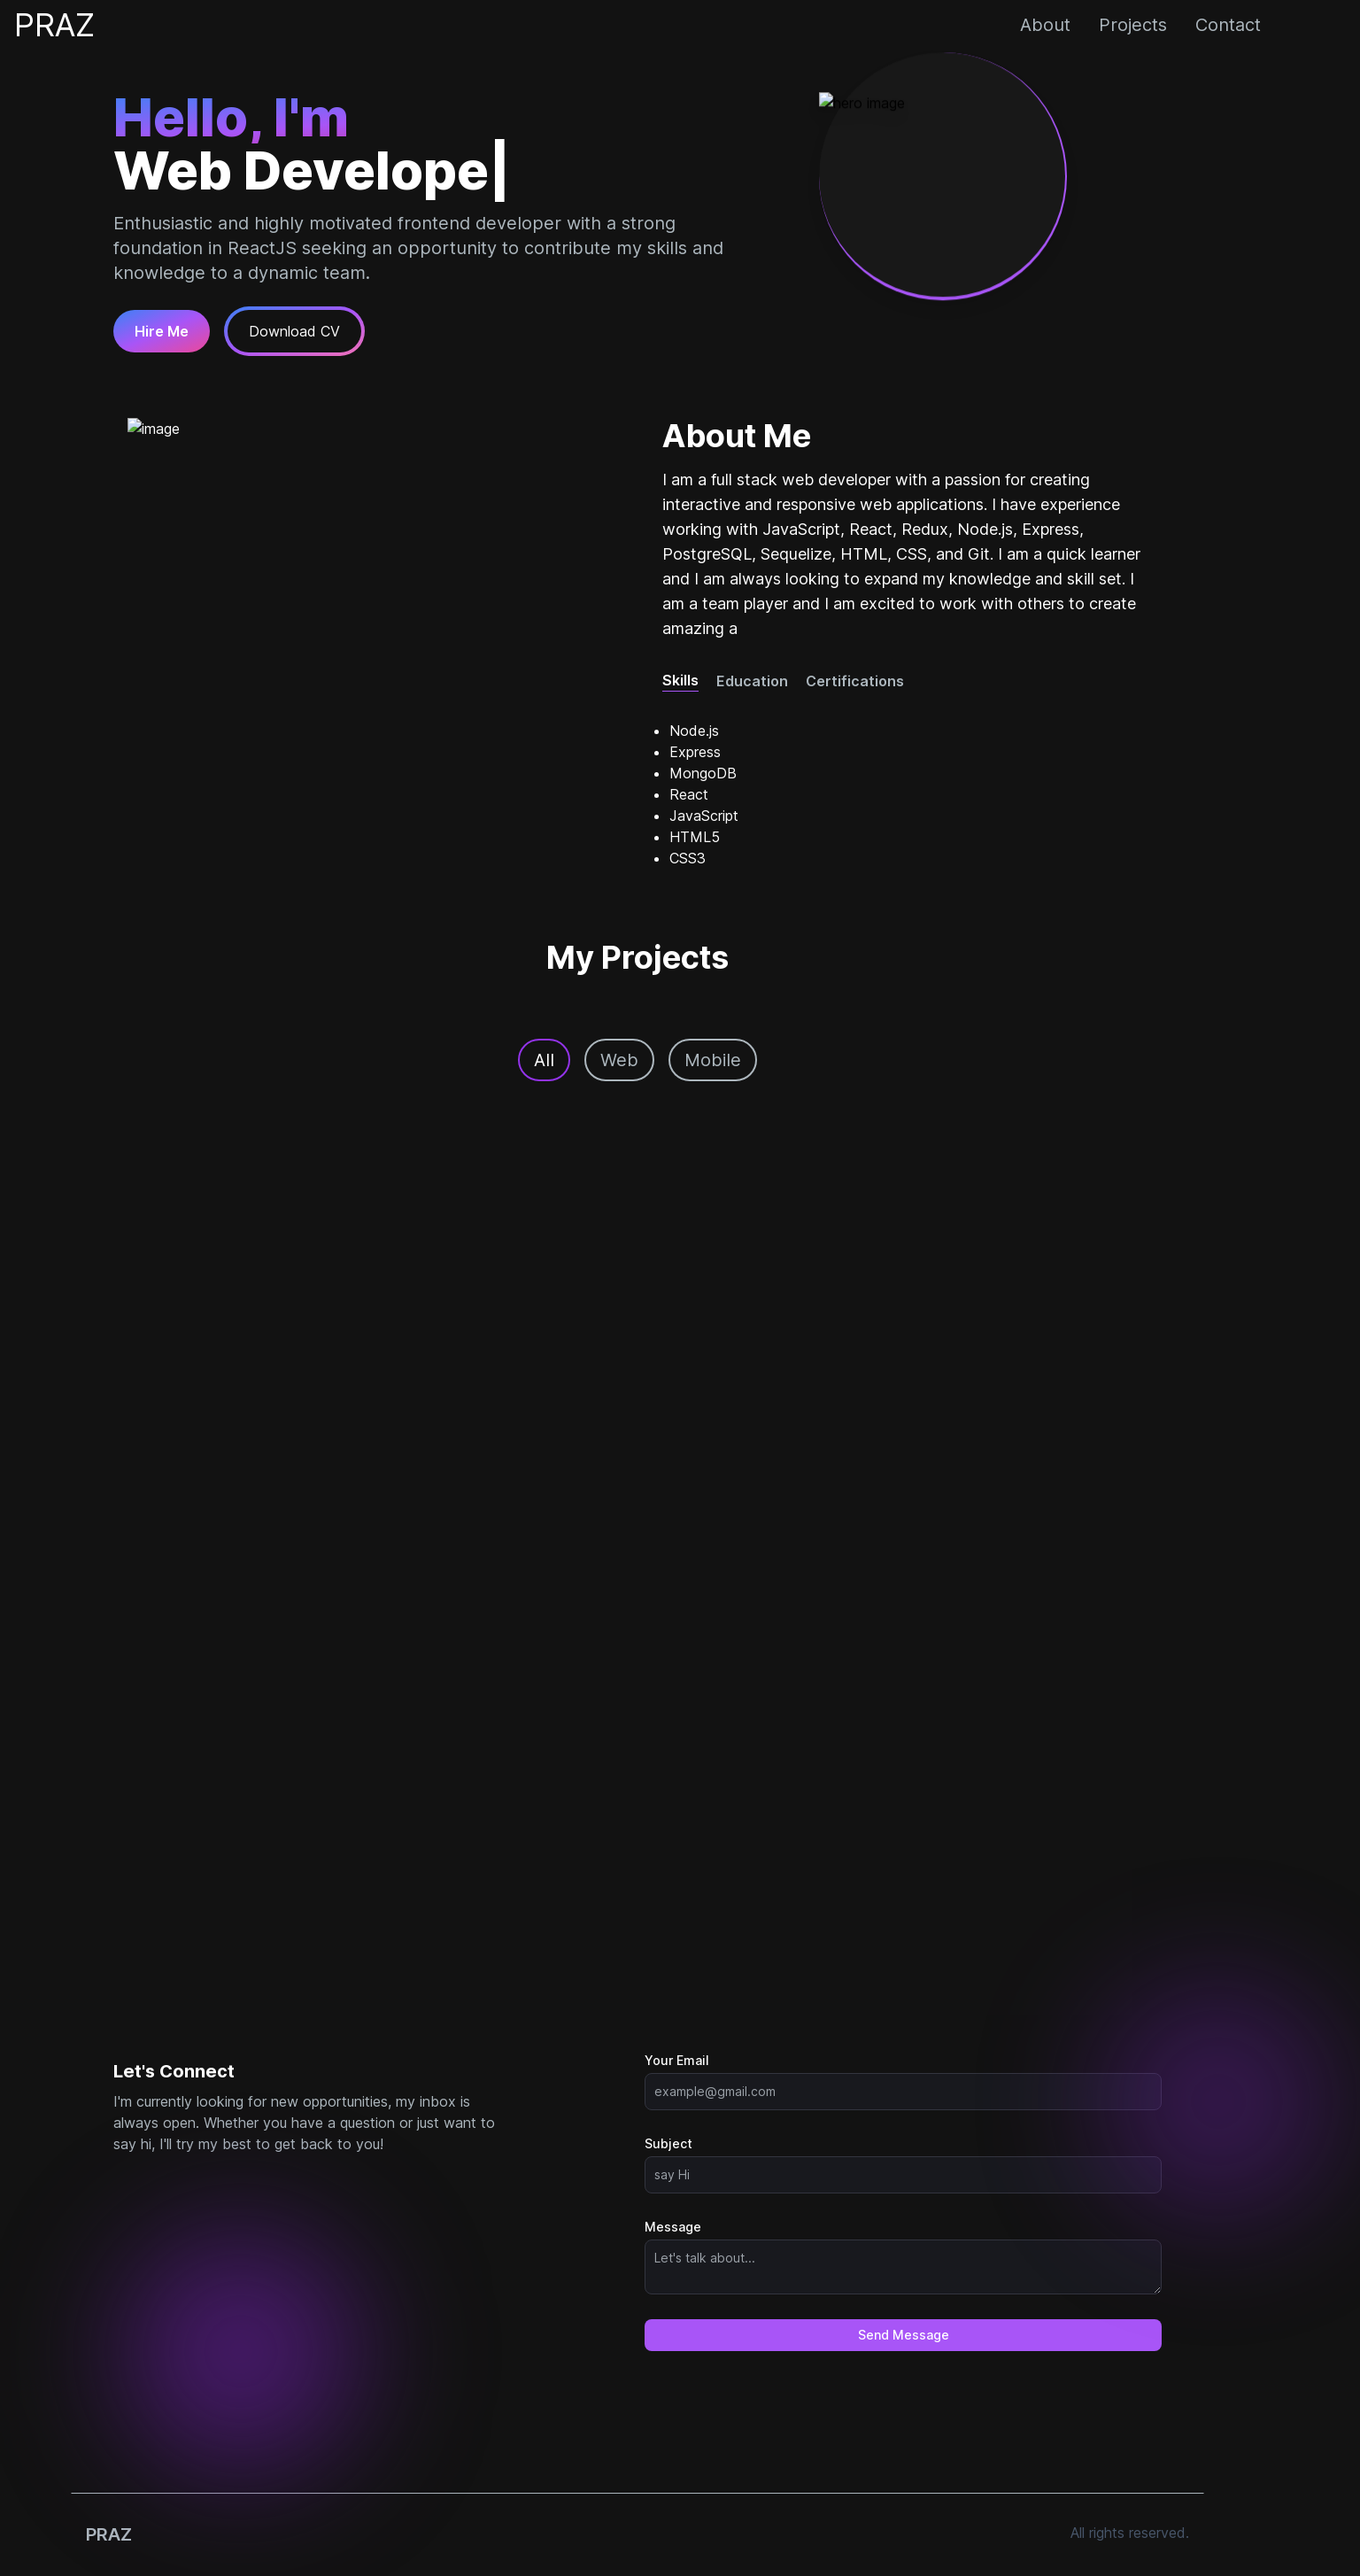 PRAZ
About Projects Contact
Hello, I'm
Web Develope|
hero image
Enthusiastic and highly motivated frontend developer with a strong
foundation in ReactJS seeking an opportunity to contribute my skills and
knowledge to a dynamic team.
Hire Me
Download CV
image
About Me
I am a full stack web developer with a passion for creating
interactive and responsive web applications. I have experience
working with JavaScript, React, Redux, Node.js, Express,
PostgreSQL, Sequelize, HTML, CSS, and Git. I am a quick learner
and I am always looking to expand my knowledge and skill set. I
am a team player and I am excited to work with others to create
amazing a
Skills Education Certifications
Node.js
Express
MongoDB
React
JavaScript
HTML5
CSS3
My Projects
All
Web
Mobile
Let's Connect
I'm currently looking for new opportunities, my inbox is
always open. Whether you have a question or just want to
say hi, I'll try my best to get back to you!
Your Email
example@gmail.com
Subject
say Hi
Message
Let's talk about...
Send Message
PRAZ
All rights reserved.